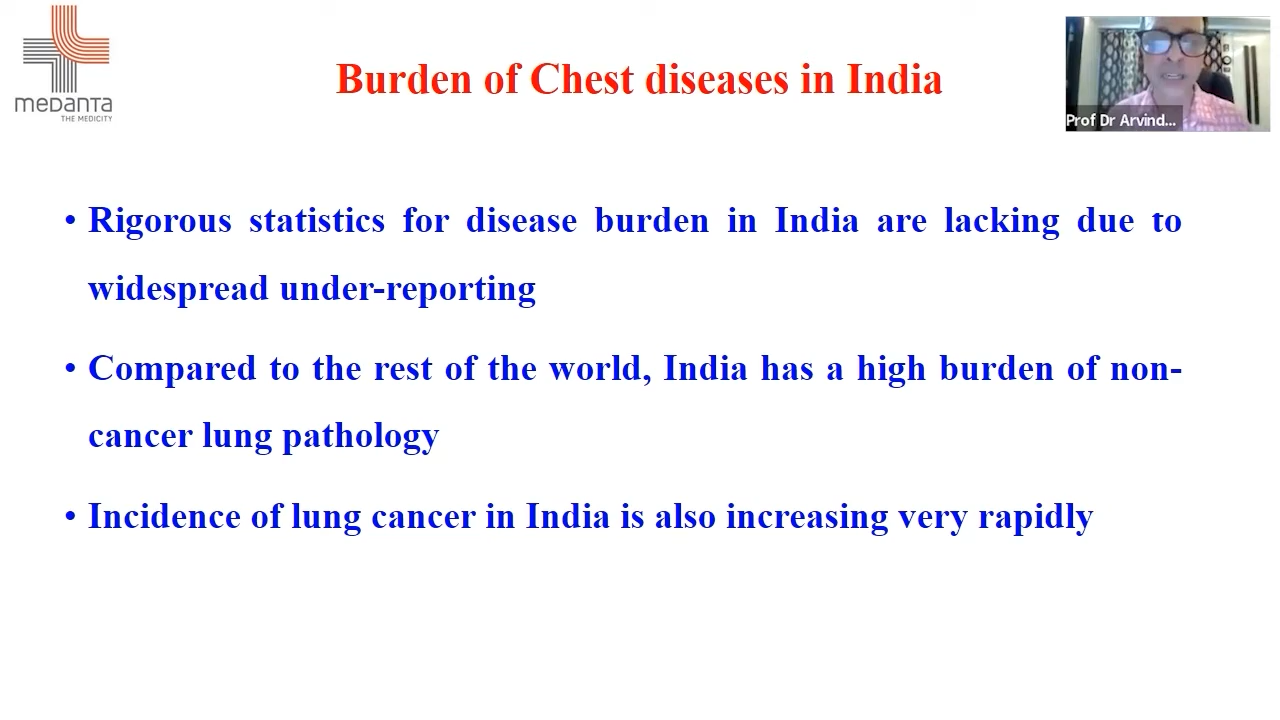 medanta
THE MEDICITY
Burden of Chest diseases in India
Prof Dr Arvind...
• Rigorous statistics for disease burden in India are lacking due to
widespread under-reporting
• Compared to the rest of the world, India has a high burden of non-
cancer lung pathology
• Incidence of lung cancer in India is also increasing very rapidly